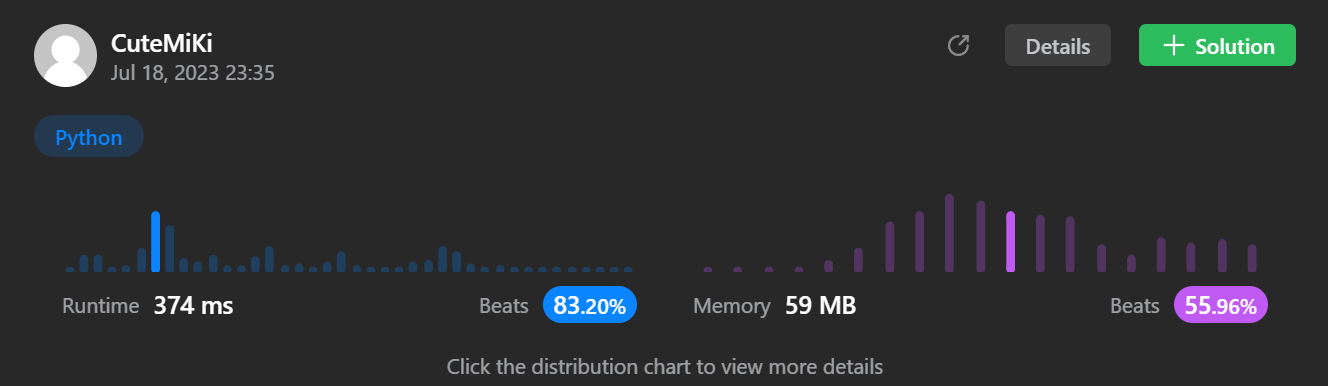 CuteMiKi
Jul 18, 2023 23:35
Details
+ Solution
Python
Runtime 374 ms
Beats 83.20%
Memory 59 MB
Beats 55.96%
Click the distribution chart to view more details